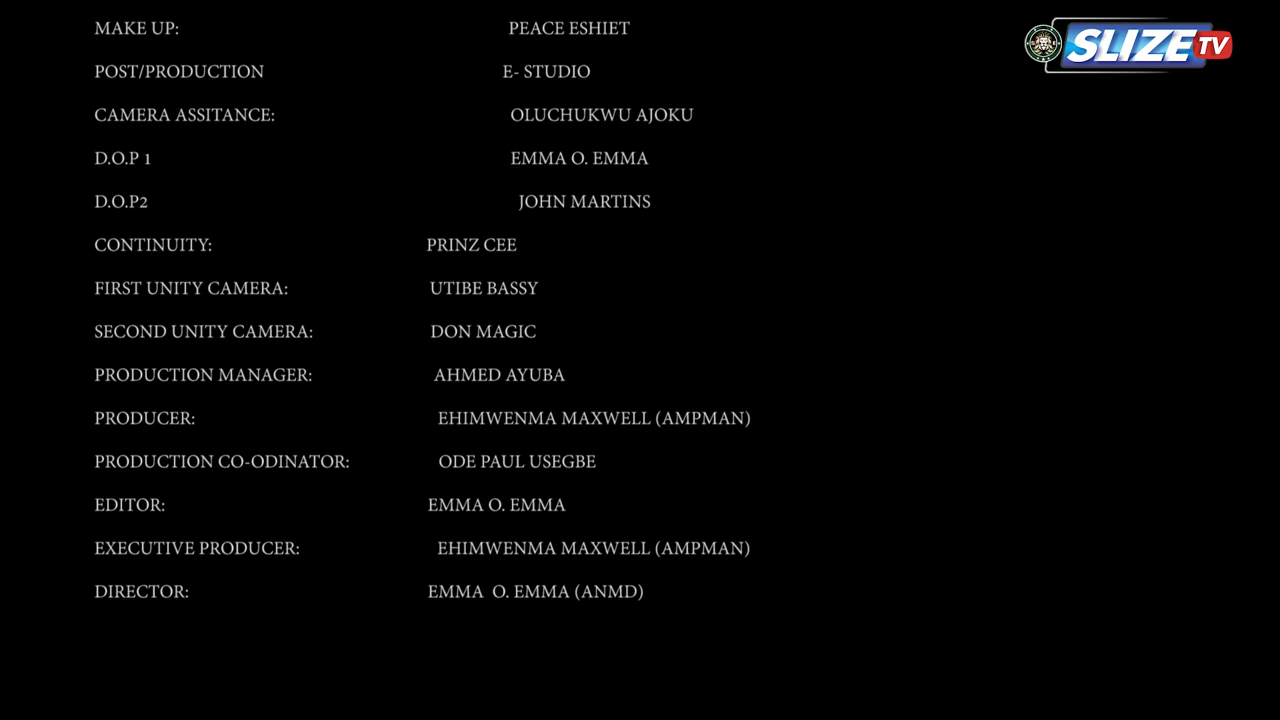 MAKE UP: PEACE ESHIET
SLIZE TV
POST/PRODUCTION E- STUDIO
CAMERA ASSITANCE: OLUCHUKWU AJOKU
D.O.P 1 EMMA O. EMMA
D.O.P2 JOHN MARTINS
CONTINUITY: PRINZ CEE
FIRST UNITY CAMERA: UTIBE BASSY
SECOND UNITY CAMERA: DON MAGIC
PRODUCTION MANAGER: AHMED AYUBA
PRODUCER: EHIMWENMA MAXWELL (AMPMAN)
PRODUCTION CO-ODINATOR: ODE PAUL USEGBE
EDITOR: EMMA O. EMMA
EXECUTIVE PRODUCER: EHIMWENMA MAXWELL (AMPMAN)
DIRECTOR: EMMA O. EMMA (ANMD)